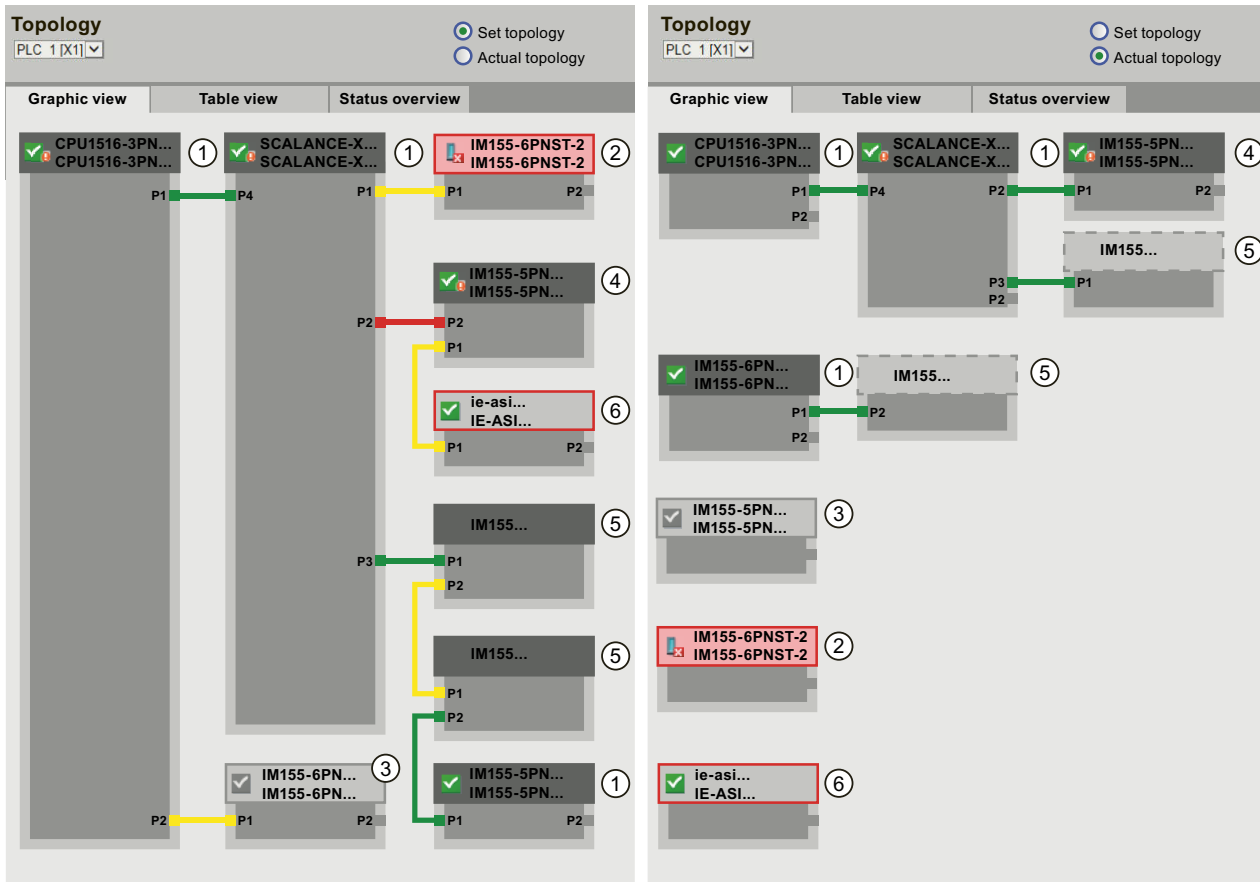 Topology
PLC 1 [X1]
Set topology
Actual topology
Graphic view
Table view
Status overview
CPU1516-3PN...
CPU1516-3PN...
1
SCALANCE-X...
SCALANCE-X...
1
IM155-6PNST-2
IM155-6PNST-2
2
P1
P4
P1
P1
P2
IM155-5PN...
IM155-5PN...
4
P2
P2
P1
ie-asi...
IE-ASI...
6
P1
P2
IM155...
5
P3
P1
P2
IM155...
5
P1
P2
IM155-6PN...
IM155-6PN...
3
IM155-5PN...
IM155-5PN...
1
P2
P1
P2
P1
P2
Topology
PLC 1 [X1]
Set topology
Actual topology
Graphic view
Table view
Status overview
CPU1516-3PN...
CPU1516-3PN...
1
SCALANCE-X...
SCALANCE-X...
1
IM155-5PN...
IM155-5PN...
4
P1
P4
P2
P1
P2
P2
IM155...
5
P3
P1
P2
IM155-6PN...
IM155-6PN...
1
IM155...
5
P1
P2
P2
IM155-5PN...
IM155-5PN...
3
IM155-6PNST-2
IM155-6PNST-2
2
ie-asi...
IE-ASI...
6